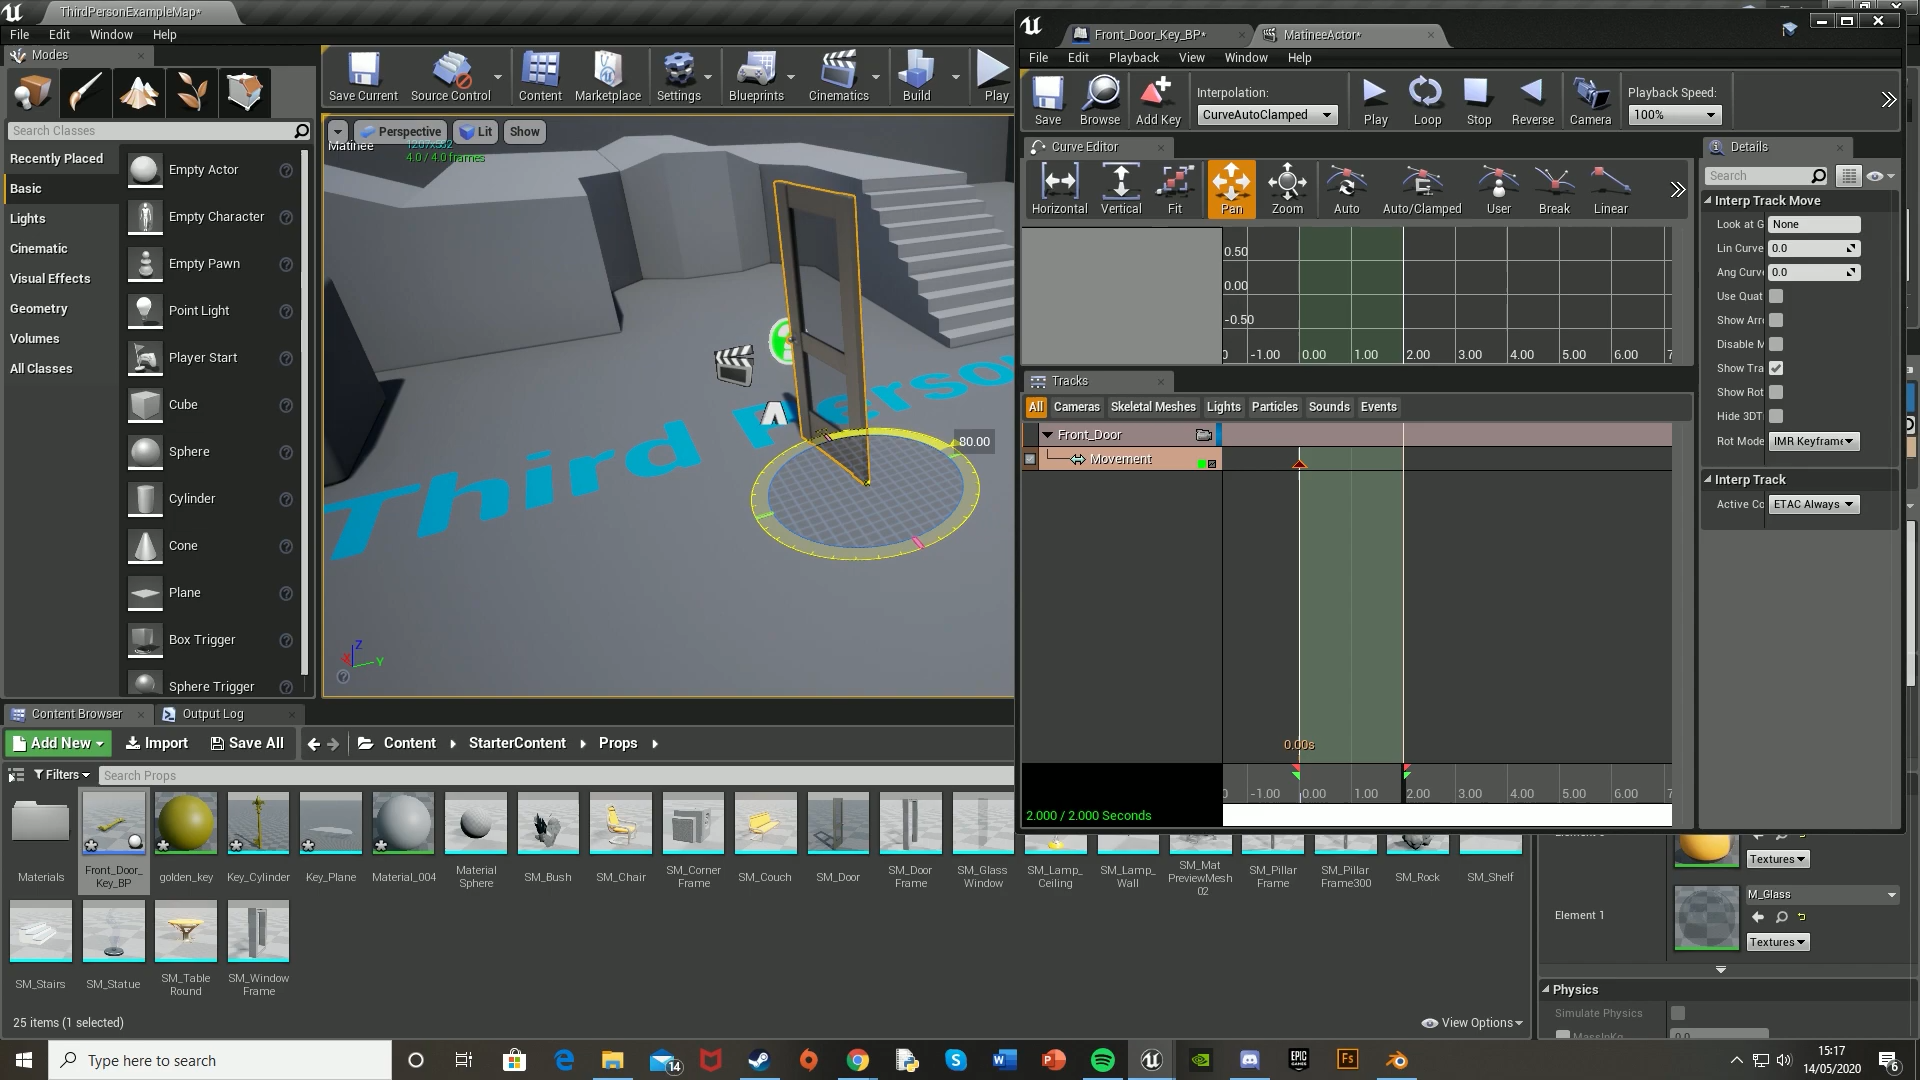 ThirdPersonExampleMap*
File Edit Window Help
Modes
Search Classes
Recently Placed
Basic
Lights
Cinematic
Visual Effects
Geometry
Volumes
All Classes
Empty Actor
Empty Character
Empty Pawn
Point Light
Player Start
Cube
Sphere
Cylinder
Cone
Plane
Box Trigger
Sphere Trigger
Save Current Source Control Content Marketplace Settings Blueprints Cinematics Build Play
Perspective Lit Show
Matinee
1207x582
4.0 / 4.0 frames
Third Perso
80.00
Z
X
Y
Front_Door_Key_BP* MatineeActor*
File Edit Playback View Window Help
Save Browse Add Key
Interpolation:
CurveAutoClamped
Play Loop Stop Reverse Camera
Playback Speed:
100%
Curve Editor
Horizontal Vertical Fit Pan Zoom Auto Auto/Clamped User Break Linear
0.50
0.00
-0.50
-1.00 0.00 1.00 2.00 3.00 4.00 5.00 6.00 7
Tracks
All Cameras Skeletal Meshes Lights Particles Sounds Events
Front_Door
Movement
0.00s
-1.00 0.00 1.00 2.00 3.00 4.00 5.00 6.00 7
2.000 / 2.000 Seconds
Details
Search
Interp Track Move
Look at G None
Lin Curve 0.0
Ang Curve 0.0
Use Quat
Show Arr
Disable M
Show Tra
Show Rot
Hide 3DT
Rot Mode IMR Keyframe
Interp Track
Active Co ETAC Always
Content Browser Output Log
Add New Import Save All Content StarterContent Props
Filters Search Props
Materials
Front_Door_
Key_BP
golden_key
Key_Cylinder
Key_Plane
Material_004
Material
Sphere
SM_Bush
SM_Chair
SM_Corner
Frame
SM_Couch
SM_Door
SM_Door
Frame
SM_Glass
Window
SM_Lamp_
Ceiling
SM_Lamp_
Wall
SM_Mat
PreviewMesh
02
SM_Pillar
Frame
SM_Pillar
Frame300
SM_Rock
SM_Shelf
SM_Stairs
SM_Statue
SM_Table
Round
SM_Window
Frame
25 items (1 selected)
View Options
Textures
Element 1
M_Glass
Textures
Physics
Simulate Physics
Type here to search
14
15:17
14/05/2020
6